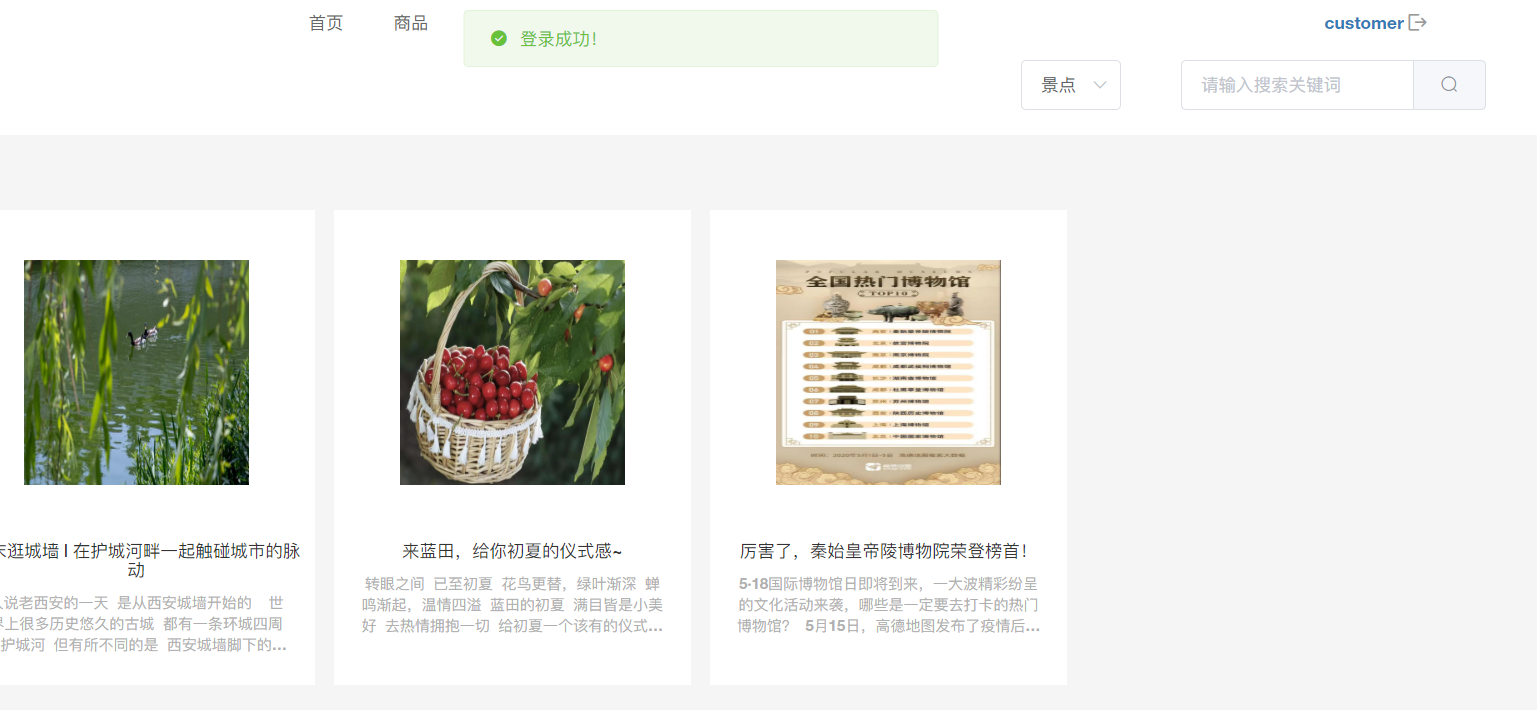 首页
商品
登录成功！
customer
景点
请输入搜索关键词
全国热门博物馆
TOP10
末逛城墙 l 在护城河畔一起触碰城市的脉
动
来蓝田，给你初夏的仪式感~
厉害了，秦始皇帝陵博物院荣登榜首！
人说老西安的一天 是从西安城墙开始的 世
界上很多历史悠久的古城 都有一条环城四周
护城河 但有所不同的是 西安城墙脚下的...
转眼之间 已至初夏 花鸟更替，绿叶渐深 蝉
鸣渐起，温情四溢 蓝田的初夏 满目皆是小美
好 去热情拥抱一切 给初夏一个该有的仪式...
5·18国际博物馆日即将到来，一大波精彩纷呈
的文化活动来袭，哪些是一定要去打卡的热门
博物馆？ 5月15日，高德地图发布了疫情后...